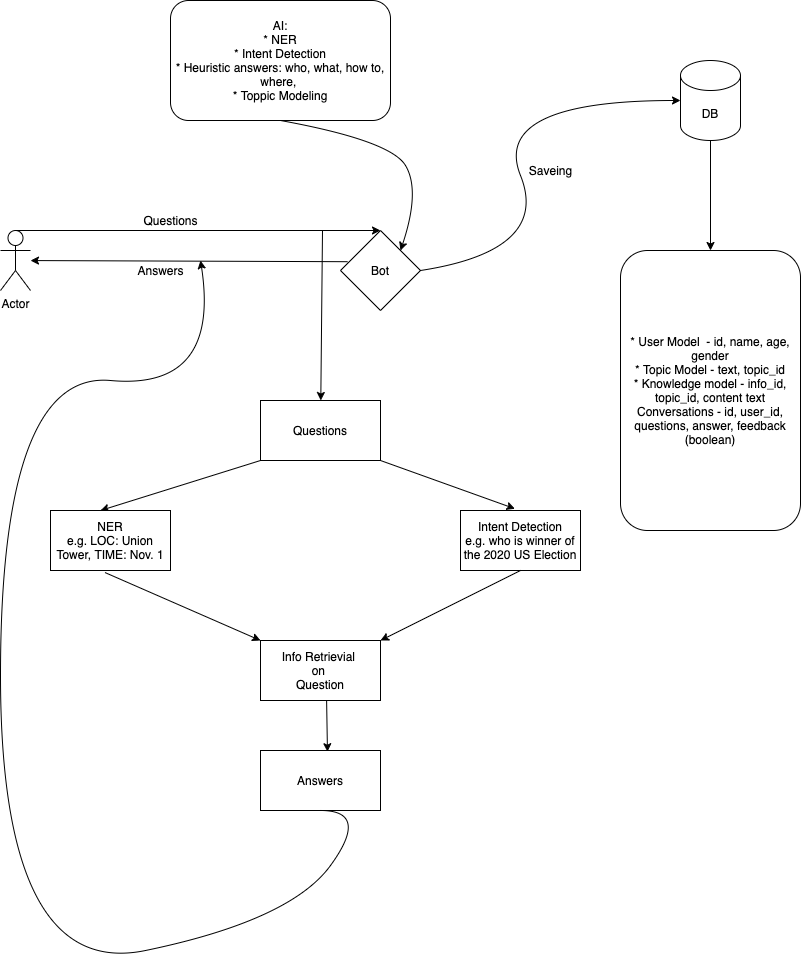 AI:
* NER
* Intent Detection
* Heuristic answers: who, what, how to,
where,
* Toppic Modeling
DB
Saveing
Questions
Bot
Answers
Actor
* User Model  - id, name, age,
gender
* Topic Model - text, topic_id
* Knowledge model - info_id,
topic_id, content text
Conversations - id, user_id,
questions, answer, feedback
(boolean)
Questions
NER
e.g. LOC: Union
Tower, TIME: Nov. 1
Intent Detection
e.g. who is winner of
the 2020 US Election
Info Retrievial
on
Question
Answers